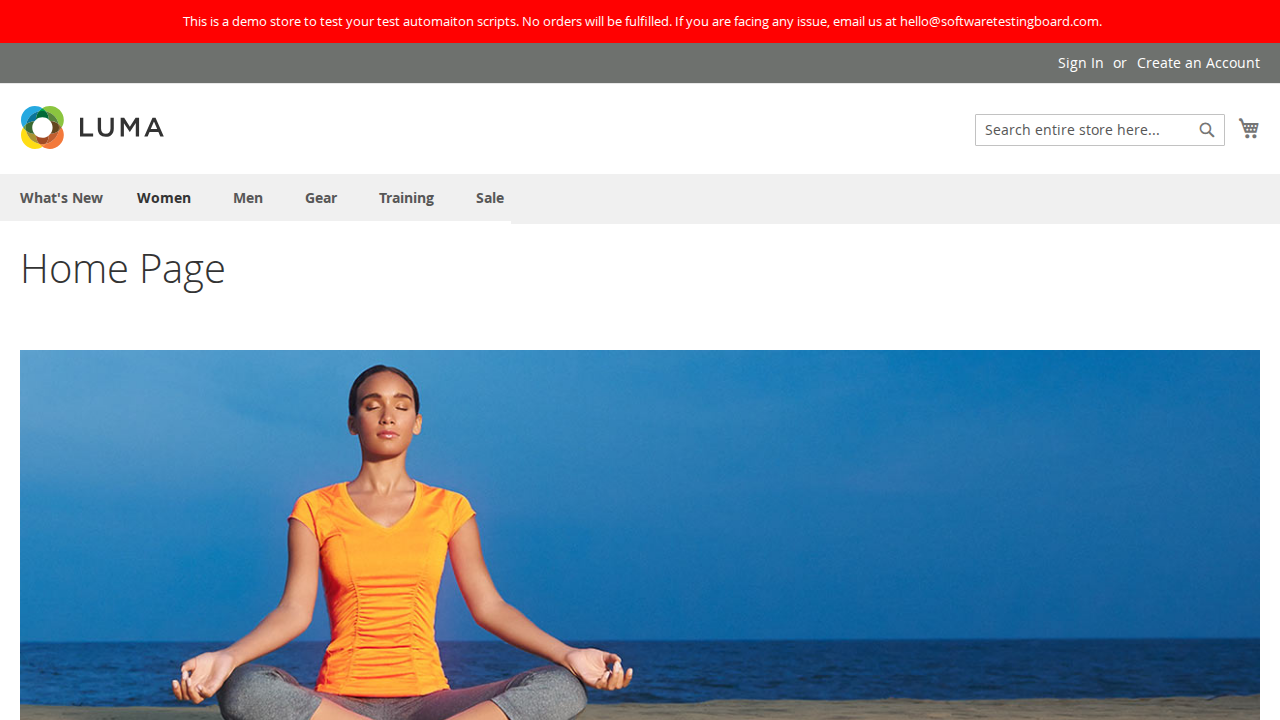 This is a demo store to test your test automaiton scripts. No orders will be fulfilled. If you are facing any issue, email us at hello@softwaretestingboard.com.
Sign In or Create an Account
LUMA
Search entire store here...
What's New Women Men Gear Training Sale
Home Page